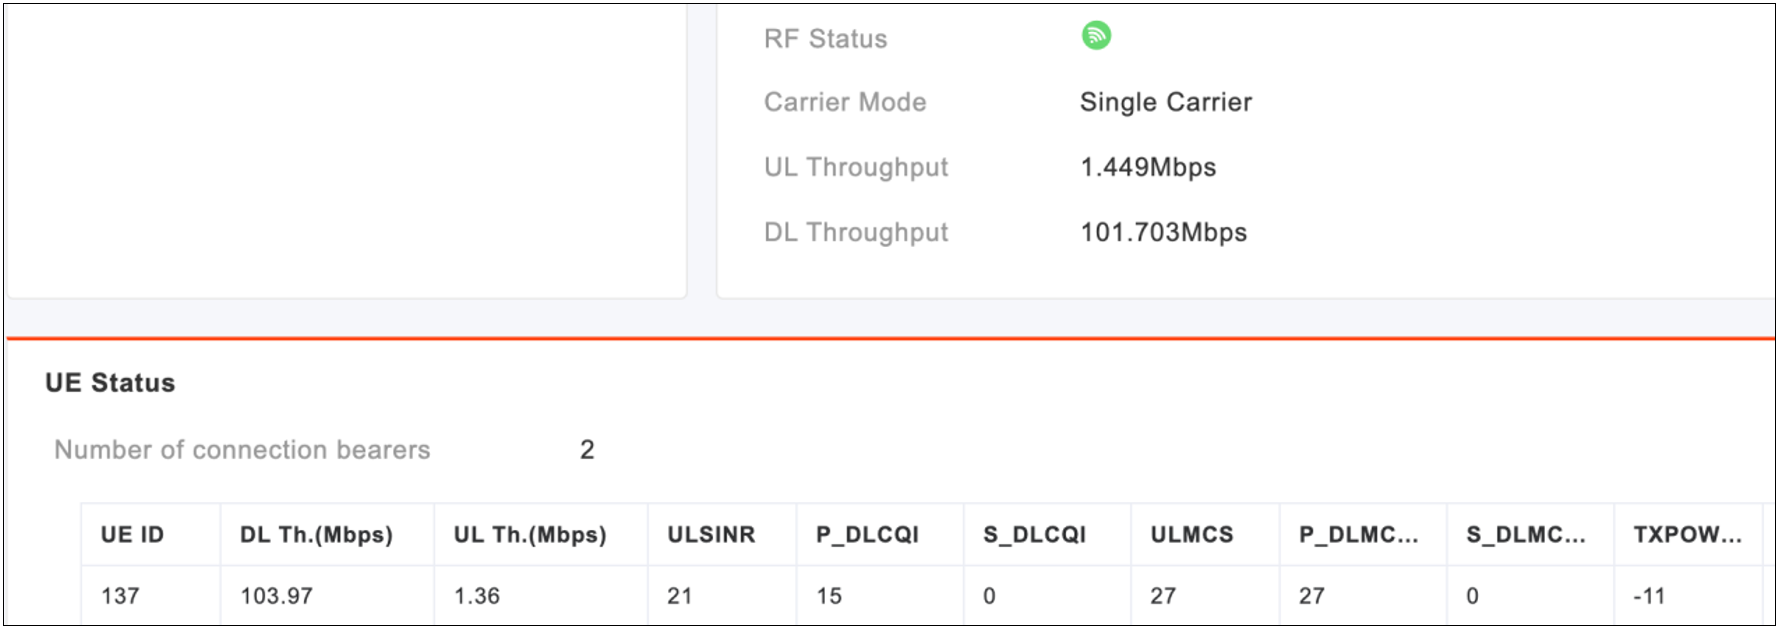 RF Status
Carrier Mode Single Carrier
UL Throughput 1.449Mbps
DL Throughput 101.703Mbps
UE Status
Number of connection bearers 2
UE ID DL Th.(Mbps) UL Th.(Mbps) ULSINR P_DLCQI S_DLCQI ULMCS P_DLMC... S_DLMC... TXPOW...
137 103.97 1.36 21 15 0 27 27 0 -11